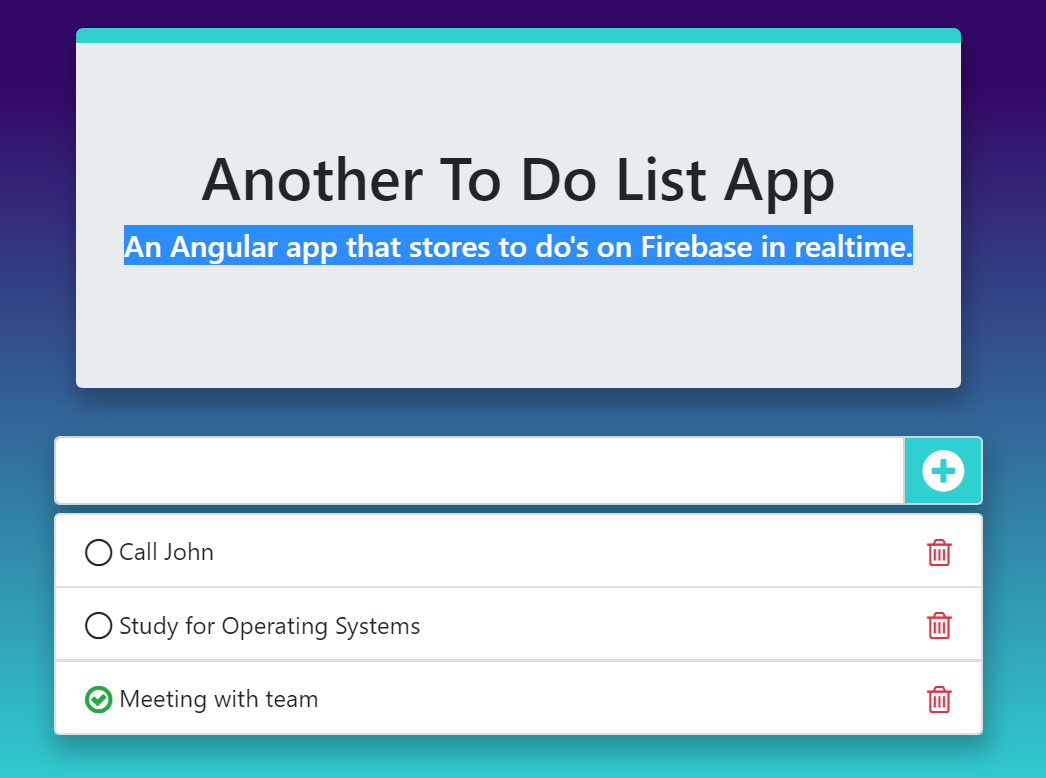 Another To Do List App
An Angular app that stores to do's on Firebase in realtime.
Call John
Study for Operating Systems
Meeting with team